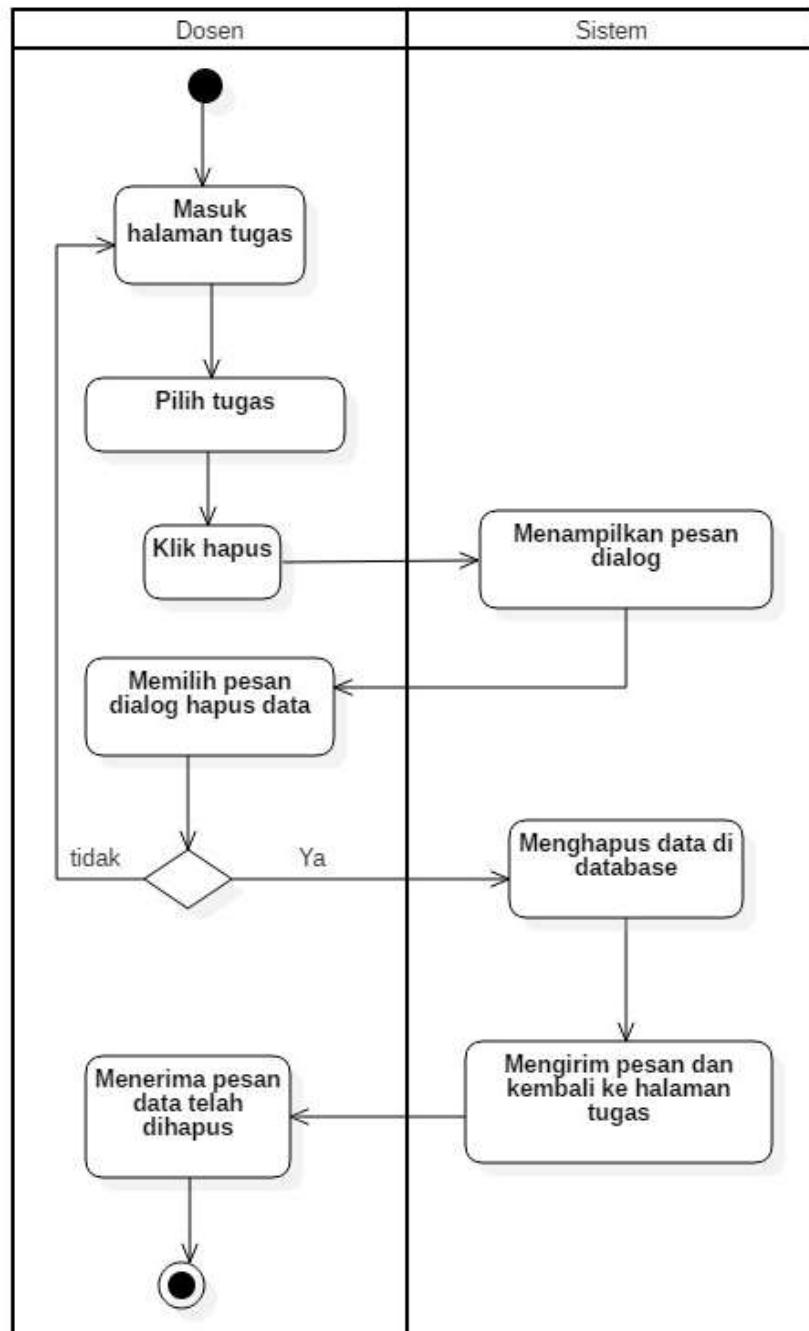 Dosen
Sistem
Masuk
halaman tugas
Pilih tugas
Klik hapus
Menampilkan pesan
dialog
Memilih pesan
dialog hapus data
tidak
Ya
Menghapus data di
database
Mengirim pesan dan
kembali ke halaman
tugas
Menerima pesan
data telah
dihapus